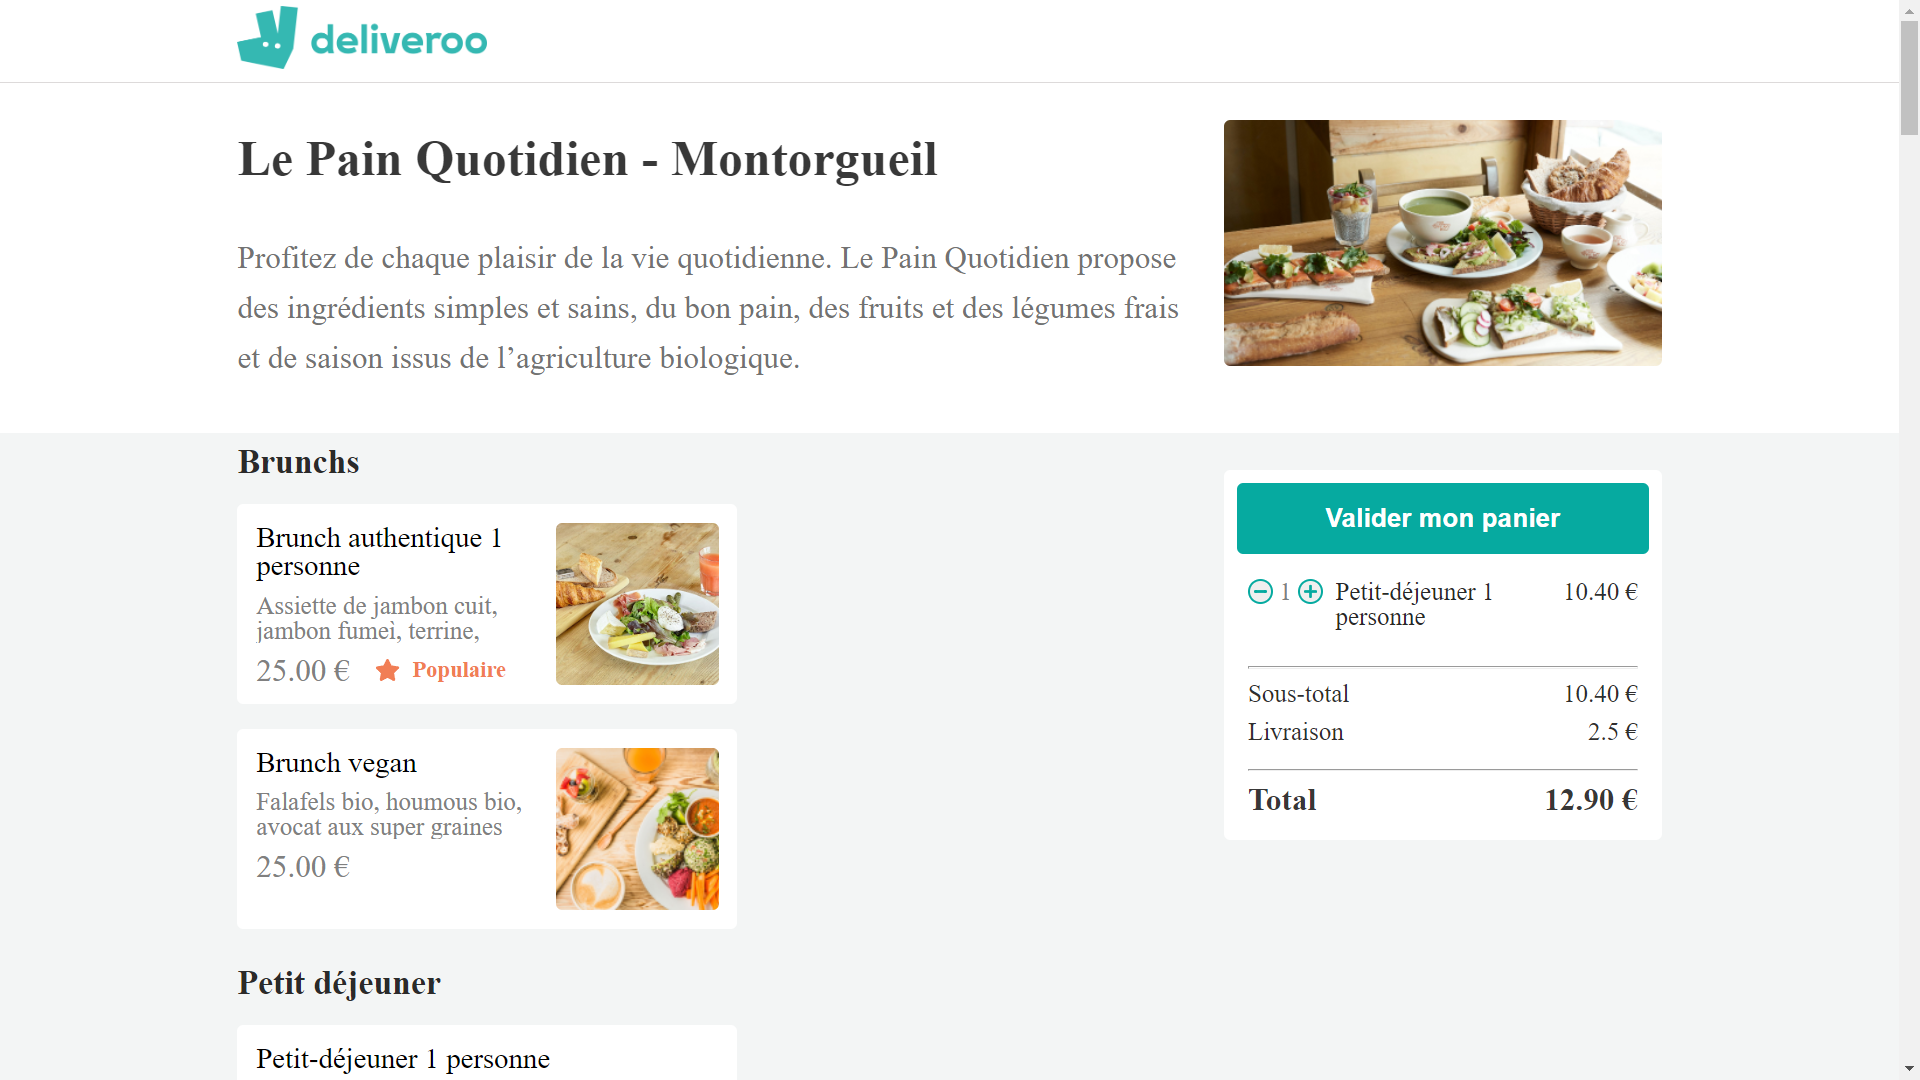 deliveroo
Le Pain Quotidien - Montorgueil
Profitez de chaque plaisir de la vie quotidienne. Le Pain Quotidien propose
des ingrédients simples et sains, du bon pain, des fruits et des légumes frais
et de saison issus de l’agriculture biologique.
Brunchs
Brunch authentique 1
personne
Assiette de jambon cuit,
jambon fumeì, terrine,
25.00 €
Populaire
Brunch vegan
Falafels bio, houmous bio,
avocat aux super graines
25.00 €
Petit déjeuner
Petit-déjeuner 1 personne
Valider mon panier
1 Petit-déjeuner 1 10.40 €
personne
Sous-total 10.40 €
Livraison 2.5 €
Total 12.90 €